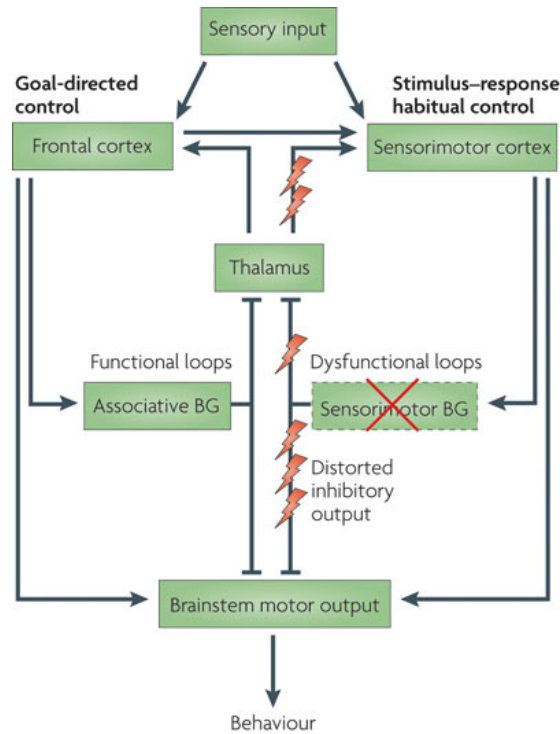 Sensory input
Goal-directed
control
Stimulus–response
habitual control
Frontal cortex
Sensorimotor cortex
Thalamus
Functional loops
Dysfunctional loops
Associative BG
Sensorimotor BG
Distorted
inhibitory
output
Brainstem motor output
Behaviour